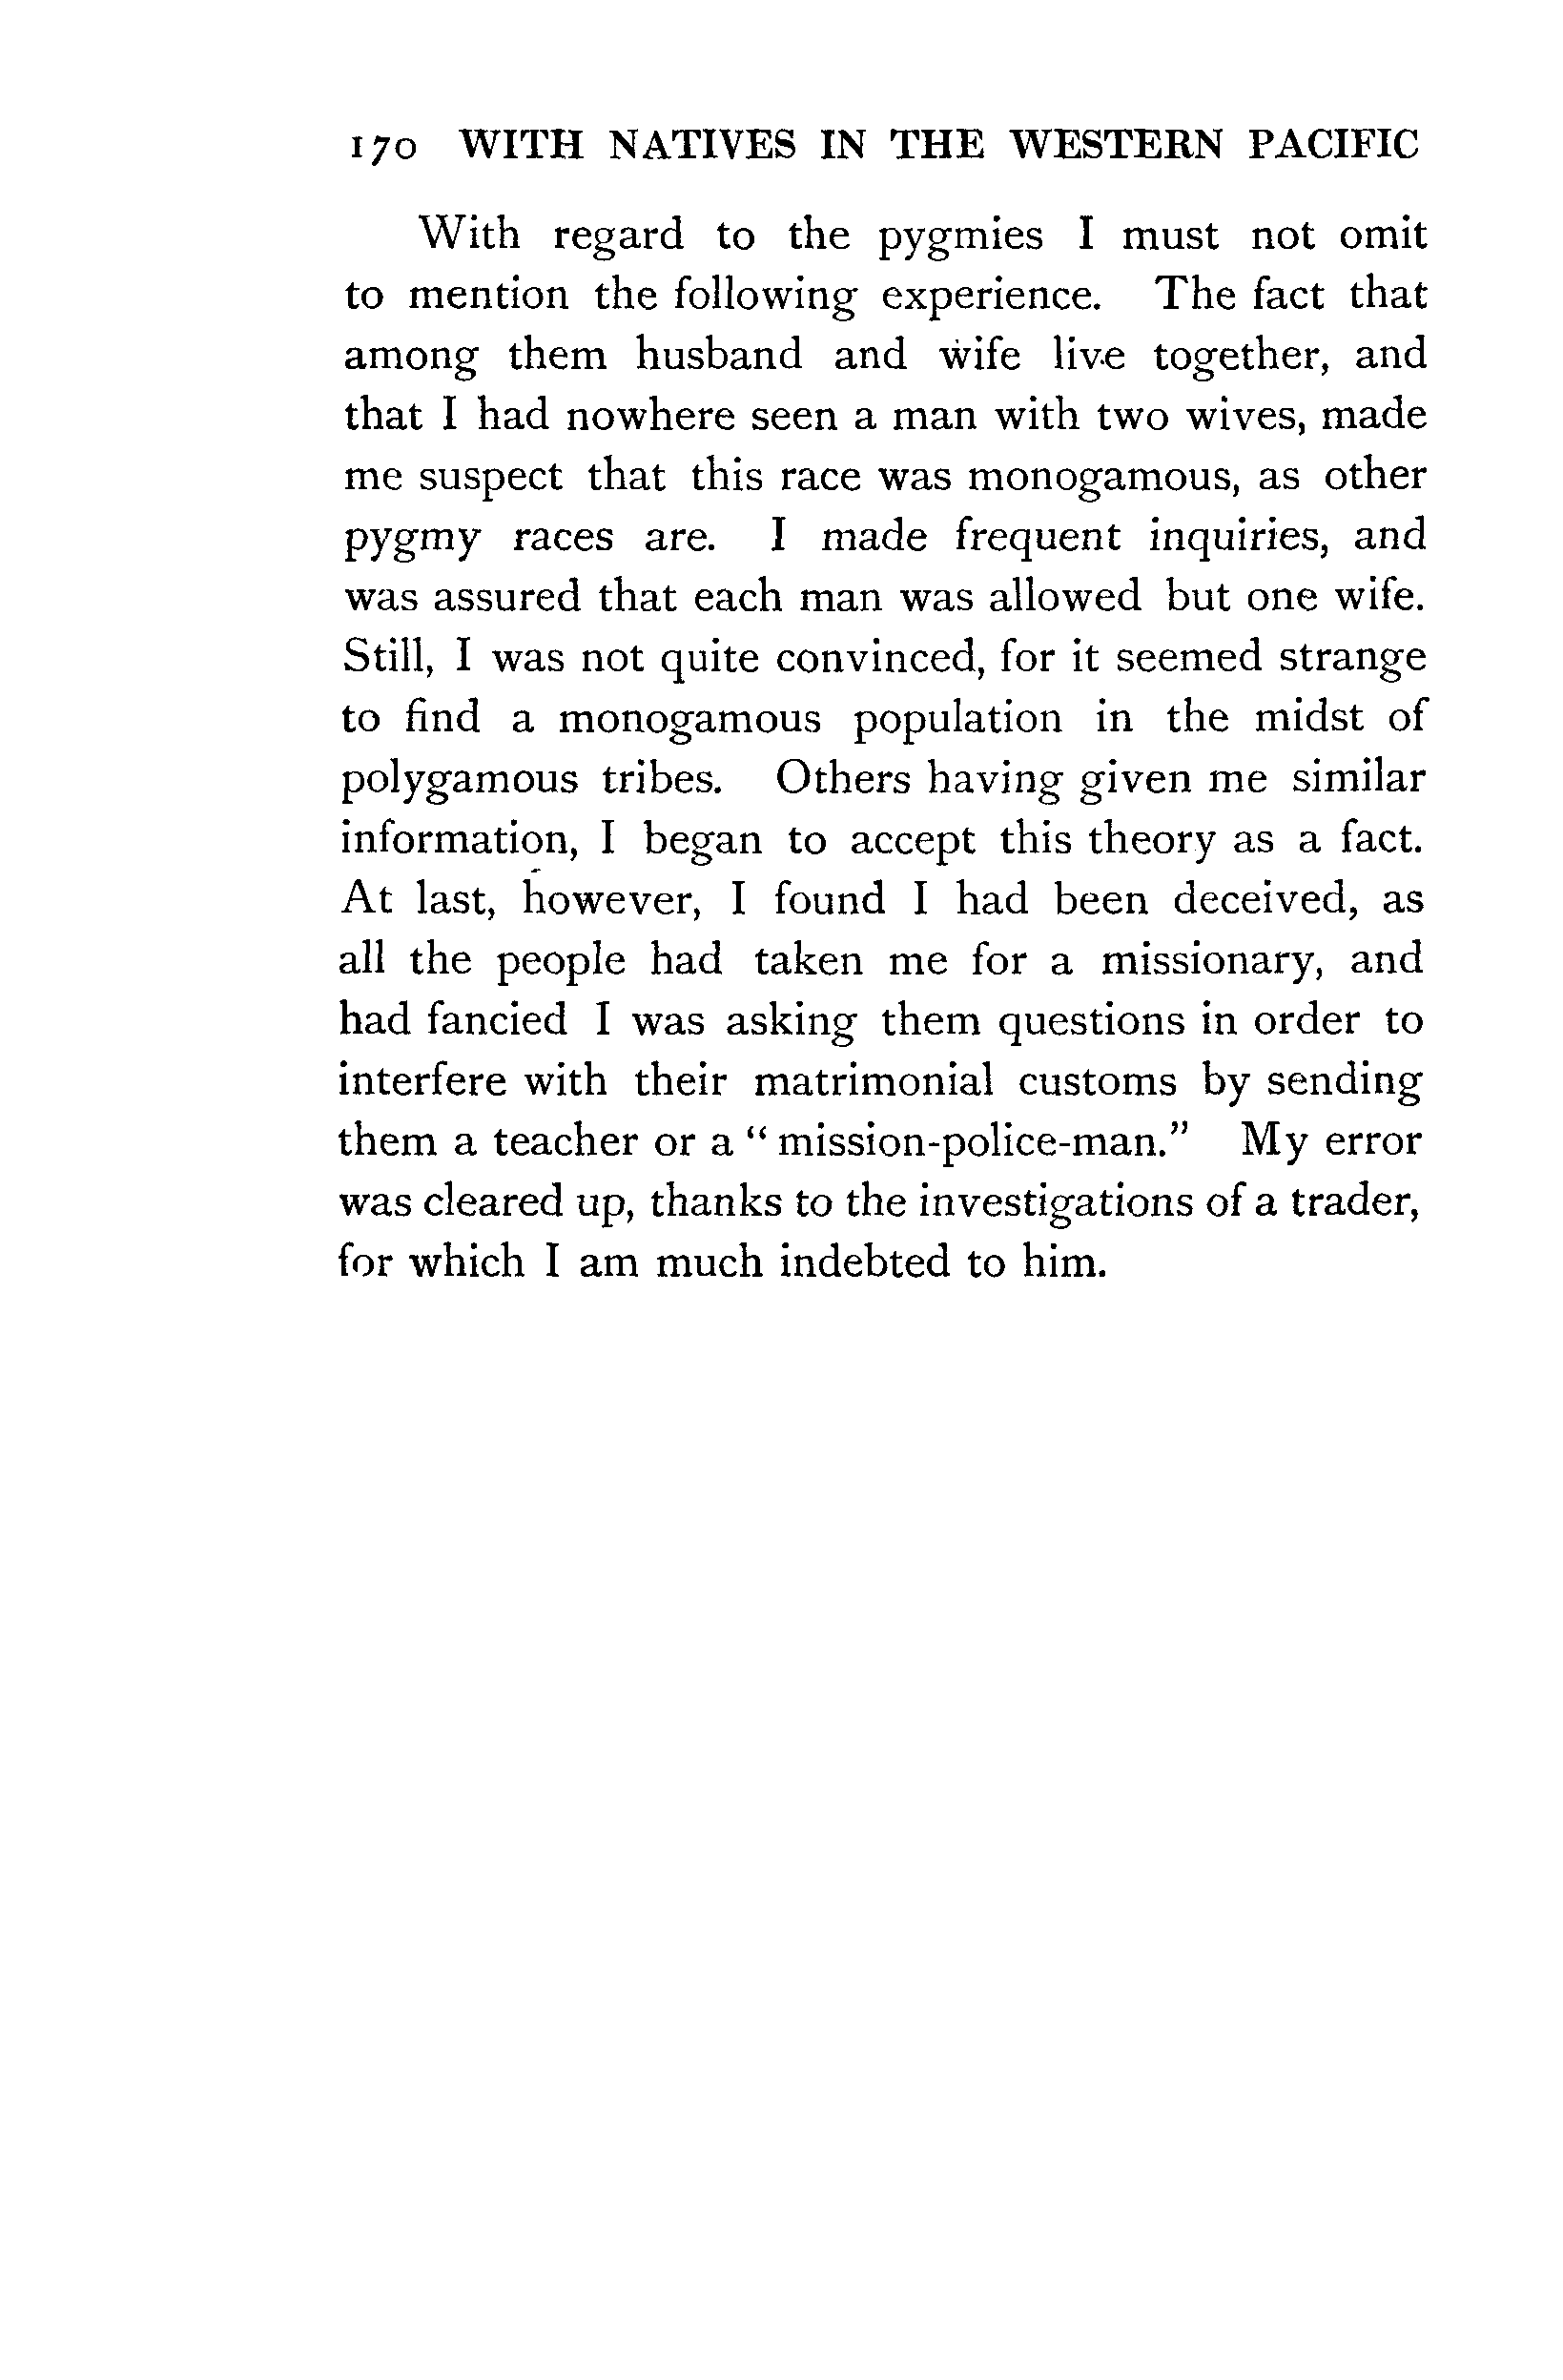 170 WITH NATIVES IN THE WESTERN PACIFIC
With regard to the pygmies I must not omit
to mention the following experience. The fact that
among them husband and wife live together, and
that I had nowhere seen a man with two wives, made
me suspect that this race was monogamous, as other
pygmy races are. I made frequent inquiries, and
was assured that each man was allowed but one wife.
Still, I was not quite convinced, for it seemed strange
to find a monogamous population in the midst of
polygamous tribes. Others having given me similar
information, I began to accept this theory as a fact.
At last, however, I found I had been deceived, as
all the people had taken me for a missionary, and
had fancied I was asking them questions in order to
interfere with their matrimonial customs by sending
them a teacher or a “ mission-police-man.” My error
was cleared up, thanks to the investigations of a trader,
for which I am much indebted to him.